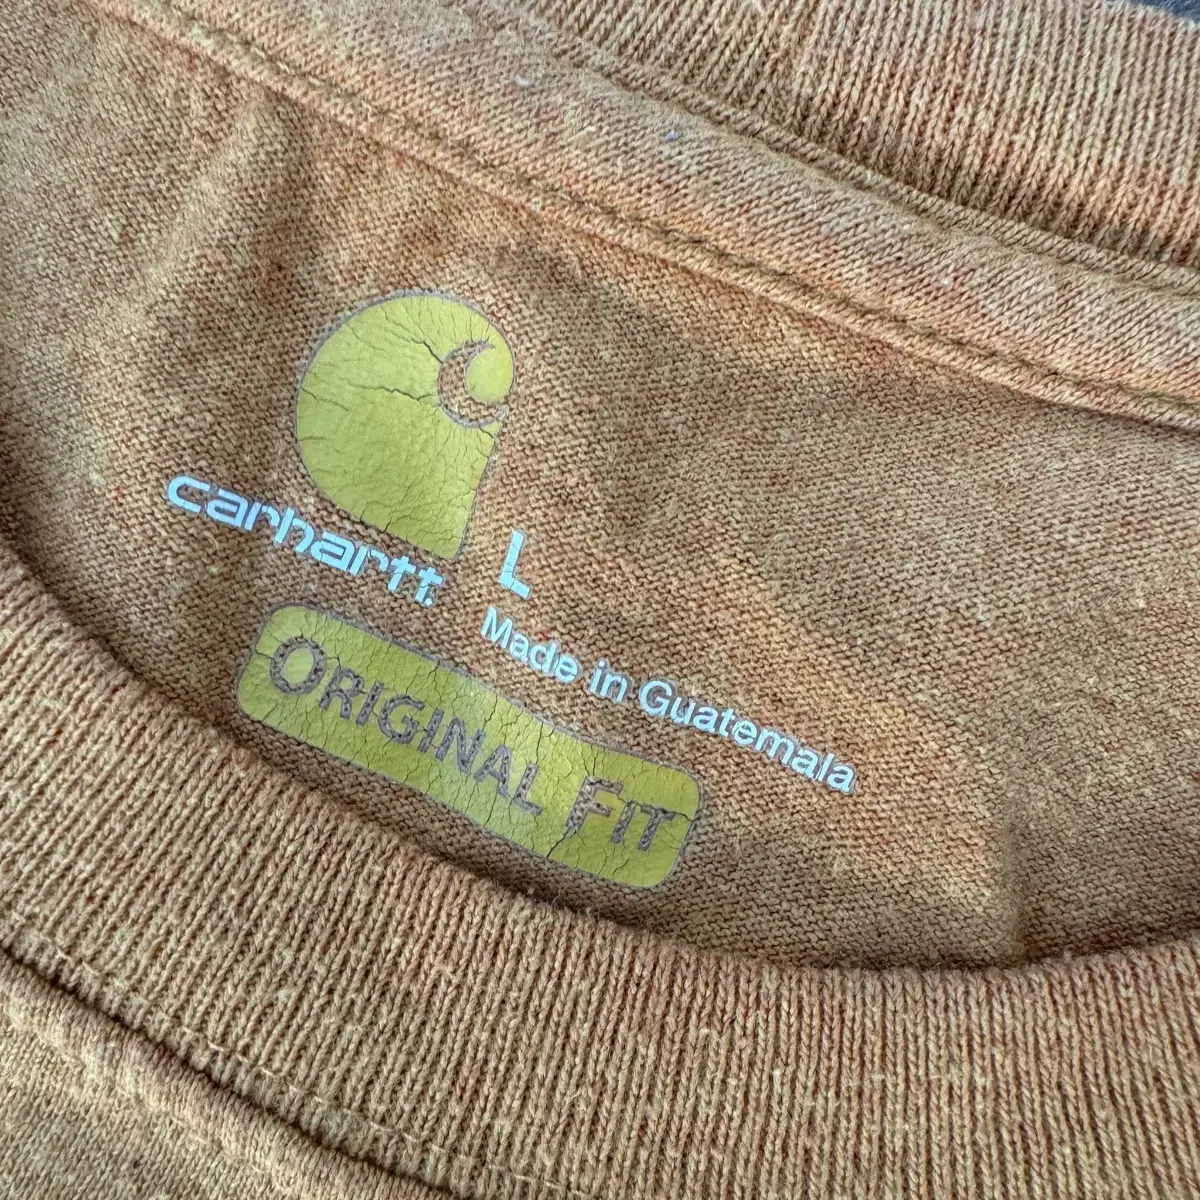 carhartt
L
Made in Guatemala
ORIGINAL FIT